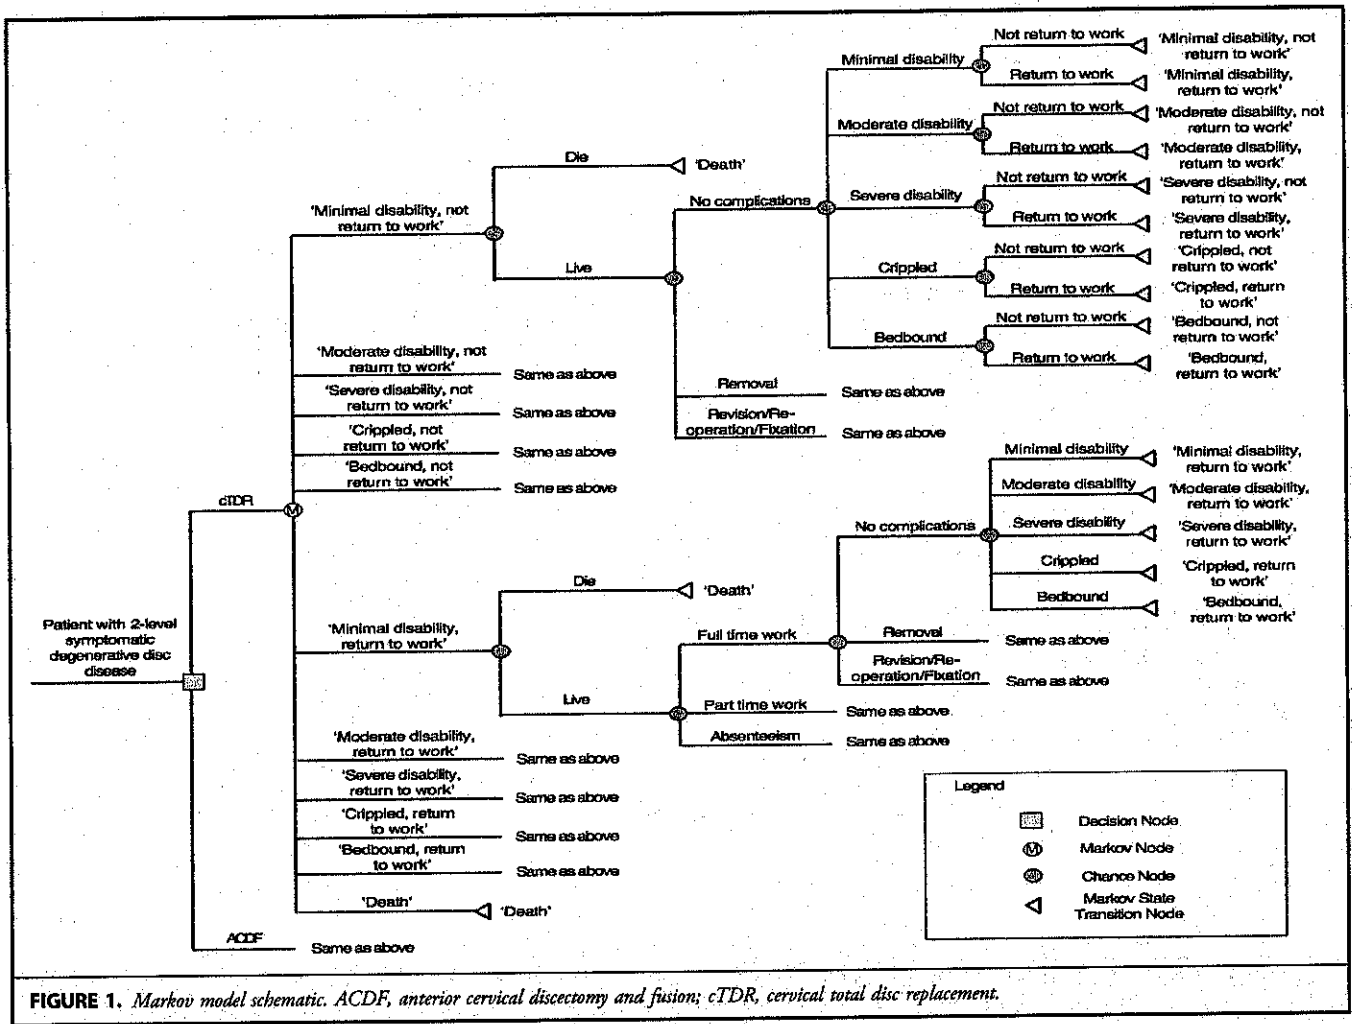 Patient with 2-level
symptomatic
degenerative disc
disease
cTDR
M
'Minimal disability, not
return to work'
Die
'Death'
Live
No complications
Minimal disability
Not return to work
'Minimal disability, not
return to work'
Return to work
'Minimal disability,
return to work'
Moderate disability
Not return to work
'Moderate disability, not
return to work'
Return to work
'Moderate disability,
return to work'
Severe disability
Not return to work
'Severe disability, not
return to work'
Return to work
'Severe disability,
return to work'
Crippled
Not return to work
'Crippled, not
return to work'
Return to work
'Crippled, return
to work'
Bedbound
Not return to work
'Bedbound, not
return to work'
Return to work
'Bedbound,
return to work'
Removal
Same as above
Revision/Re-
operation/Fixation
Same as above
'Moderate disability, not
return to work'
Same as above
'Severe disability, not
return to work'
Same as above
'Crippled, not
return to work'
Same as above
'Bedbound, not
return to work'
Same as above
'Minimal disability,
return to work'
Die
'Death'
Live
Full time work
No complications
Minimal disability
'Minimal disability,
return to work'
Moderate disability
'Moderate disability,
return to work'
Severe disability
'Severe disability,
return to work'
Crippled
'Crippled, return
to work'
Bedbound
'Bedbound,
return to work'
Removal
Same as above
Revision/Re-
operation/Fixation
Same as above
Part time work
Same as above
Absenteeism
Same as above
'Moderate disability,
return to work'
Same as above
'Severe disability,
return to work'
Same as above
'Crippled, return
to work'
Same as above
'Bedbound, return
to work'
Same as above
'Death'
'Death'
ACDF
Same as above
Legend
Decision Node
M
Markov Node
Chance Node
Markov State
Transition Node
FIGURE 1. Markov model schematic. ACDF, anterior cervical discectomy and fusion; cTDR, cervical total disc replacement.